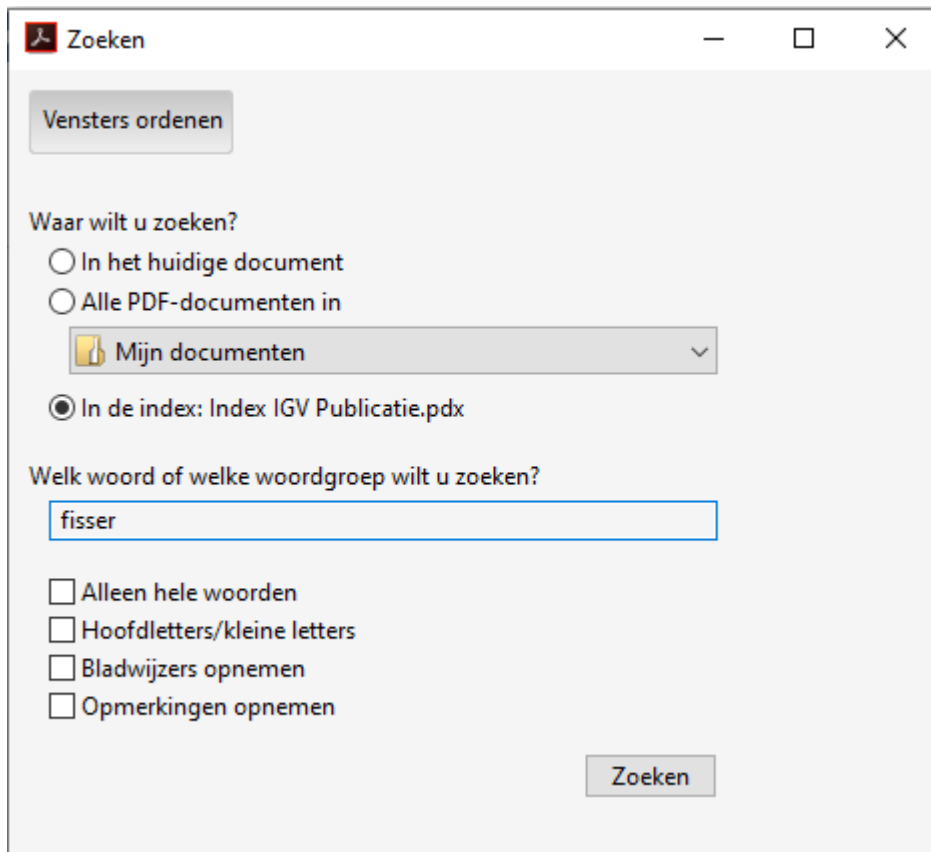 Zoeken
Vensters ordenen
Waar wilt u zoeken?
In het huidige document
Alle PDF-documenten in
Mijn documenten
In de index: Index IGV Publicatie.pdx
Welk woord of welke woordgroep wilt u zoeken?
fisser
Alleen hele woorden
Hoofdletters/kleine letters
Bladwijzers opnemen
Opmerkingen opnemen
Zoeken